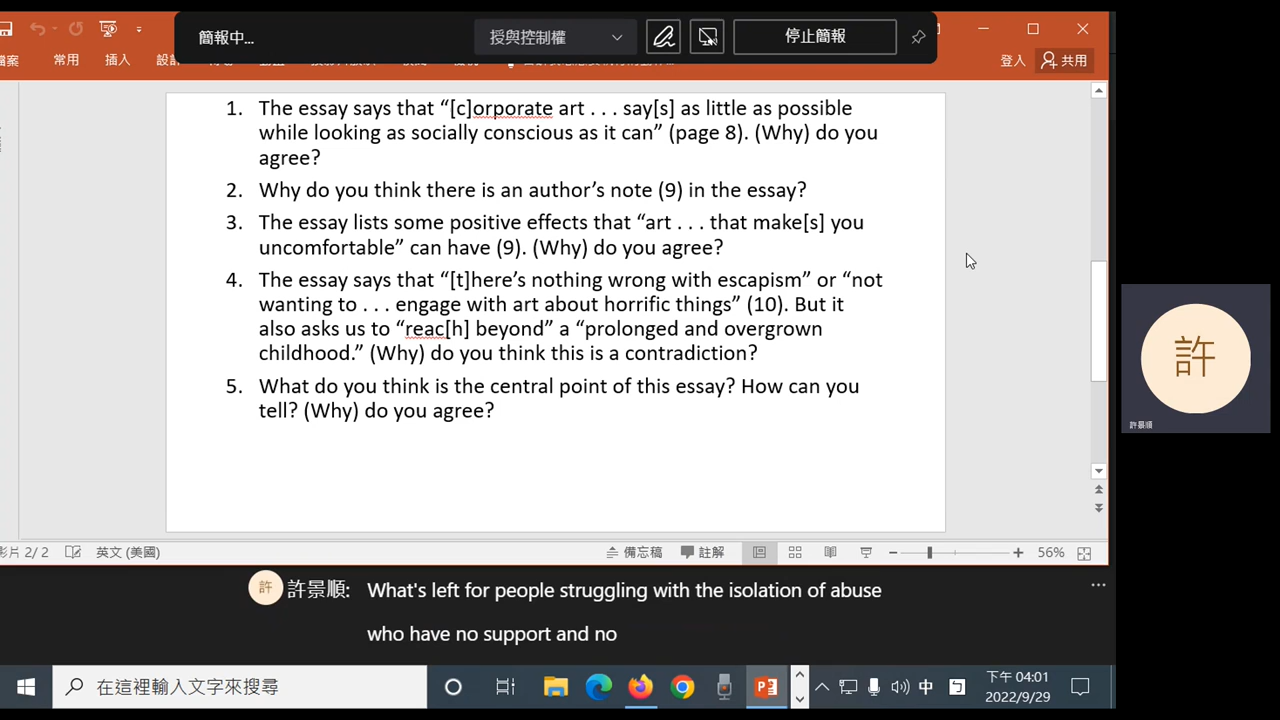 簡報中...
授與控制權
停止簡報
檔案
常用
插入
登入
共用
1. The essay says that “[c]orporate art . . . say[s] as little as possible
while looking as socially conscious as it can” (page 8). (Why) do you
agree?
2. Why do you think there is an author’s note (9) in the essay?
3. The essay lists some positive effects that “art . . . that make[s] you
uncomfortable” can have (9). (Why) do you agree?
4. The essay says that “[t]here’s nothing wrong with escapism” or “not
wanting to . . . engage with art about horrific things” (10). But it
also asks us to “reac[h] beyond” a “prolonged and overgrown
childhood.” (Why) do you think this is a contradiction?
5. What do you think is the central point of this essay? How can you
tell? (Why) do you agree?
許
許景順
影片 2/ 2
英文 (美國)
備忘稿
註解
56%
許
許景順:
What's left for people struggling with the isolation of abuse
who have no support and no
在這裡輸入文字來搜尋
中
下午 04:01
2022/9/29